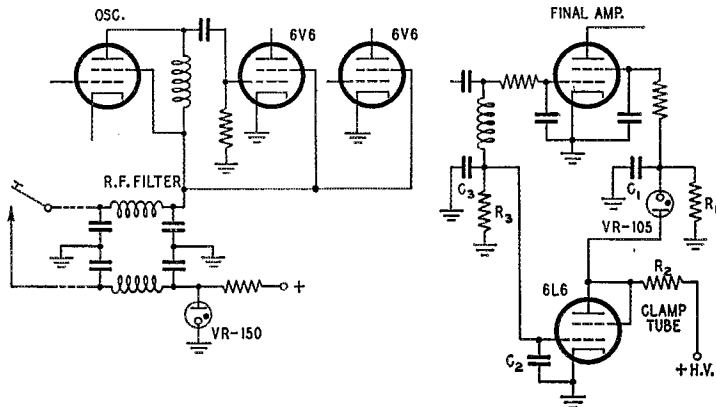 OSC.
6V6
6V6
FINAL AMP.
R.F. FILTER
C3
R3
C1
R1
VR-105
+
VR-150
6L6
R2
CLAMP
TUBE
C2
+H.V.